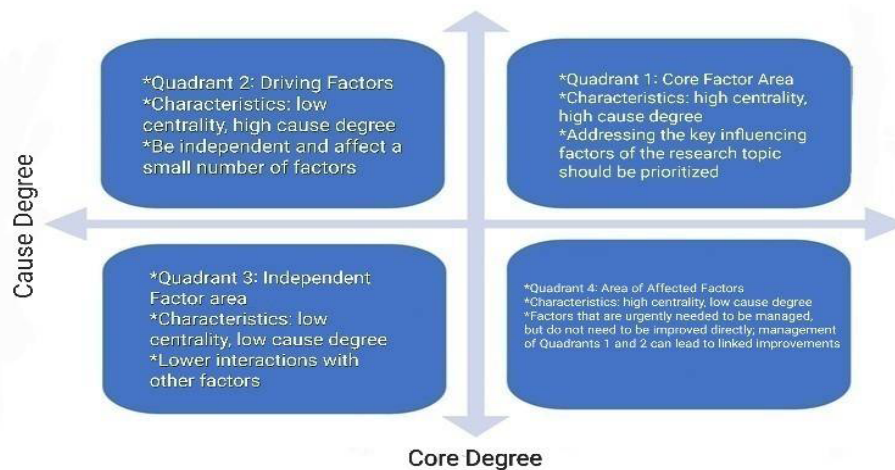 *Quadrant 2: Driving Factors
*Characteristics: low
centrality, high cause degree
*Be independent and affect a
small number of factors
*Quadrant 1: Core Factor Area
*Characteristics: high centrality,
high cause degree
*Addressing the key influencing
factors of the research topic
should be prioritized
Cause Degree
*Quadrant 3: Independent
Factor area
*Characteristics: low
centrality, low cause degree
*Lower interactions with
other factors
*Quadrant 4: Area of Affected Factors
*Characteristics: high centrality, low cause degree
*Factors that are urgently needed to be managed,
but do not need to be improved directly; management
of Quadrants 1 and 2 can lead to linked improvements
Core Degree